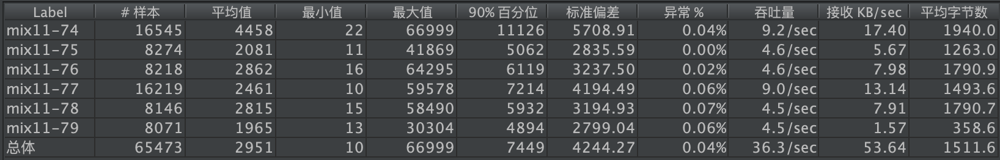 Label # 样本 平均值 最小值 最大值 90% 百分位 标准偏差 异常 % 吞吐量 接收 KB/sec 平均字节数
mix11-74 16545 4458 22 66999 11126 5708.91 0.04% 9.2/sec 17.40 1940.0
mix11-75 8274 2081 11 41869 5062 2835.59 0.00% 4.6/sec 5.67 1263.0
mix11-76 8218 2862 16 64295 6119 3237.50 0.02% 4.6/sec 7.98 1790.9
mix11-77 16219 2461 10 59578 7214 4194.49 0.06% 9.0/sec 13.14 1493.6
mix11-78 8146 2815 15 58490 5932 3194.93 0.07% 4.5/sec 7.91 1790.7
mix11-79 8071 1965 13 30304 4894 2799.04 0.06% 4.5/sec 1.57 358.6
总体 65473 2951 10 66999 7449 4244.27 0.04% 36.3/sec 53.64 1511.6